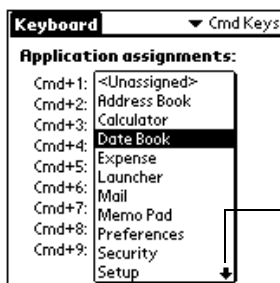 Keyboard ▼ Cmd Keys
Application assignments:
Cmd+1: <Unassigned>
Cmd+2: Address Book
Cmd+3: Calculator
Cmd+4: Date Book
Cmd+5: Expense
Cmd+6: Launcher
Cmd+7: Mail
Cmd+8: Memo Pad
Cmd+9: Preferences
Security
Setup